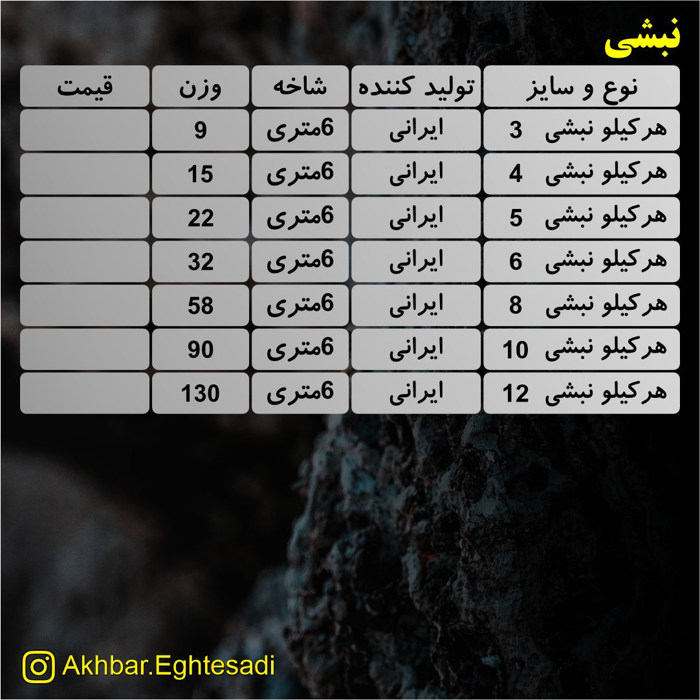 نبشی
نوع و سایز تولید کننده شاخه وزن قیمت
هرکیلو نبشی 3 ایرانی 6متری 9
هرکیلو نبشی 4 ایرانی 6متری 15
هرکیلو نبشی 5 ایرانی 6متری 22
هرکیلو نبشی 6 ایرانی 6متری 32
هرکیلو نبشی 8 ایرانی 6متری 58
هرکیلو نبشی 10 ایرانی 6متری 90
هرکیلو نبشی 12 ایرانی 6متری 130
Akhbar.Eghtesadi